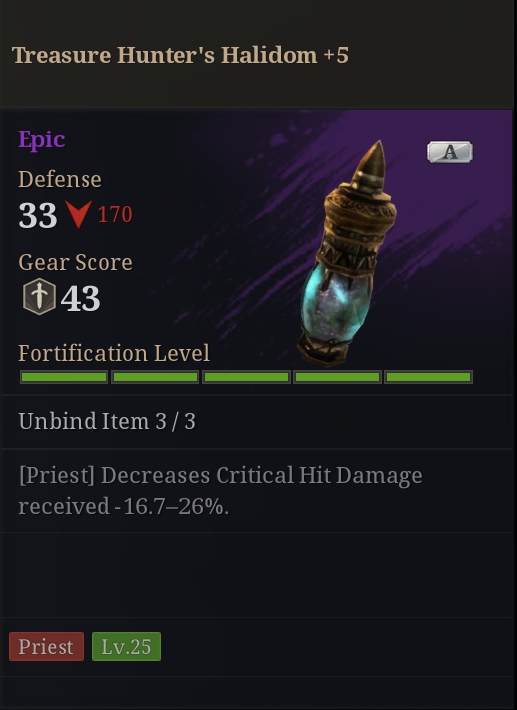 Treasure Hunter's Halidom +5
Epic
A
Defense
33 170
Gear Score
43
Fortification Level
Unbind Item 3 / 3
[Priest] Decreases Critical Hit Damage
received -16.7–26%.
Priest Lv.25